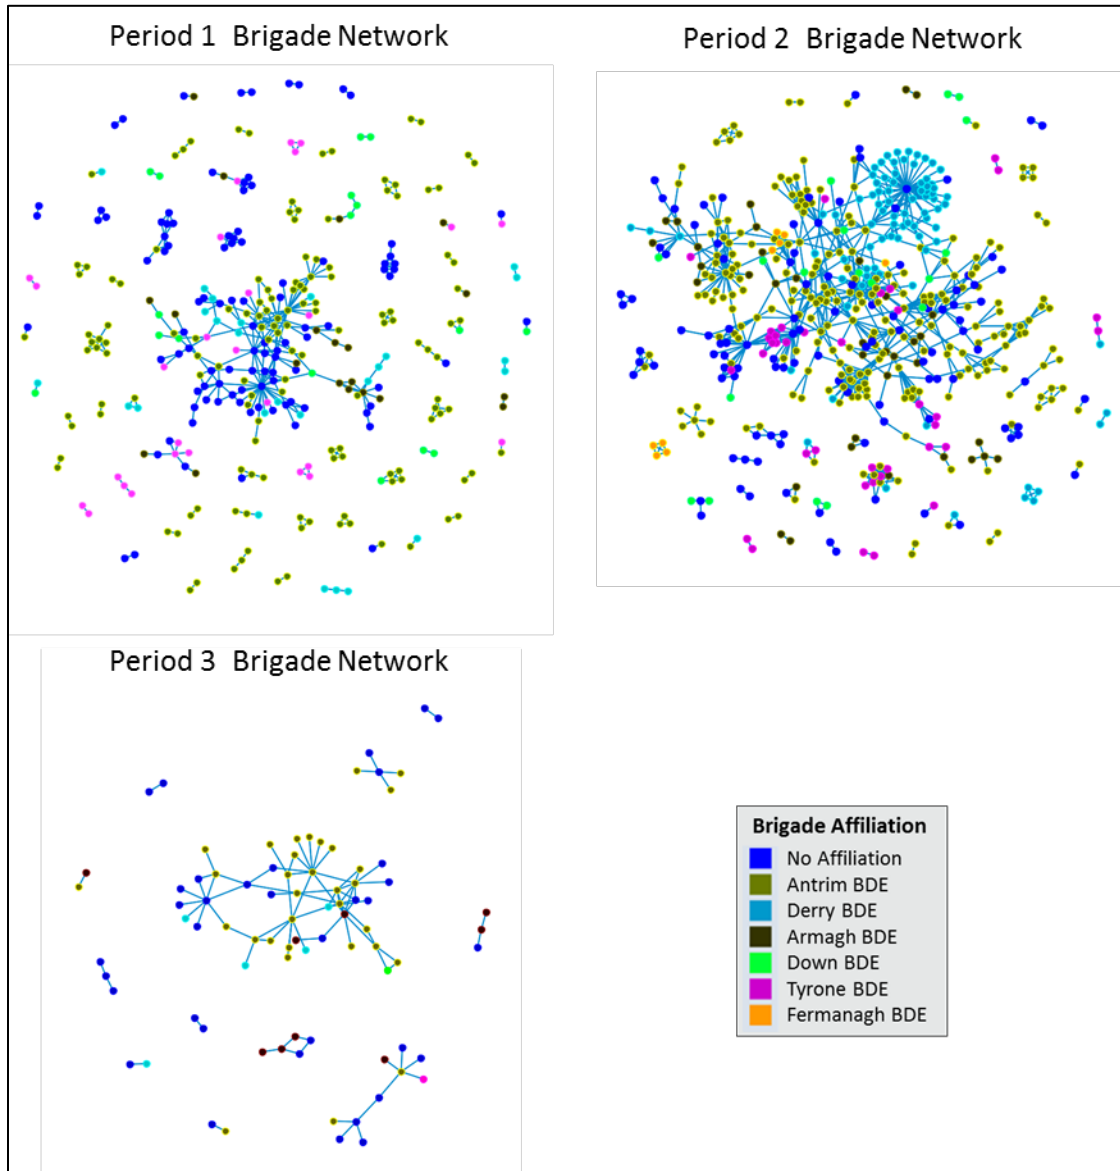 Period 1 Brigade Network
Period 2 Brigade Network
Period 3 Brigade Network
Brigade Affiliation
No Affiliation
Antrim BDE
Derry BDE
Armagh BDE
Down BDE
Tyrone BDE
Fermanagh BDE